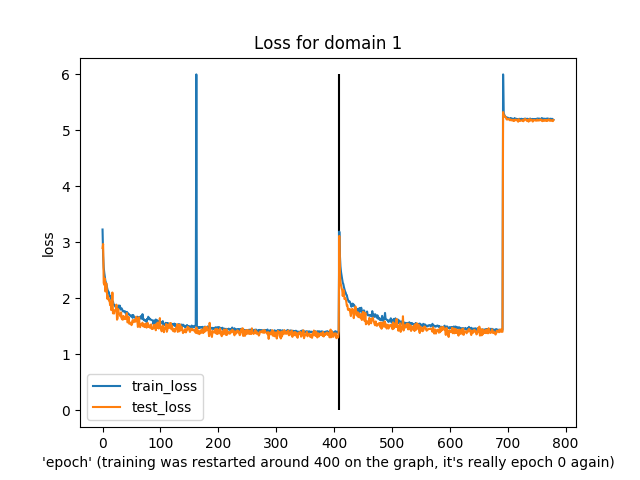 Loss for domain 1
6
5
4
3
2
1
0
loss
train_loss
test_loss
0 100 200 300 400 500 600 700 800
'epoch' (training was restarted around 400 on the graph, it's really epoch 0 again)